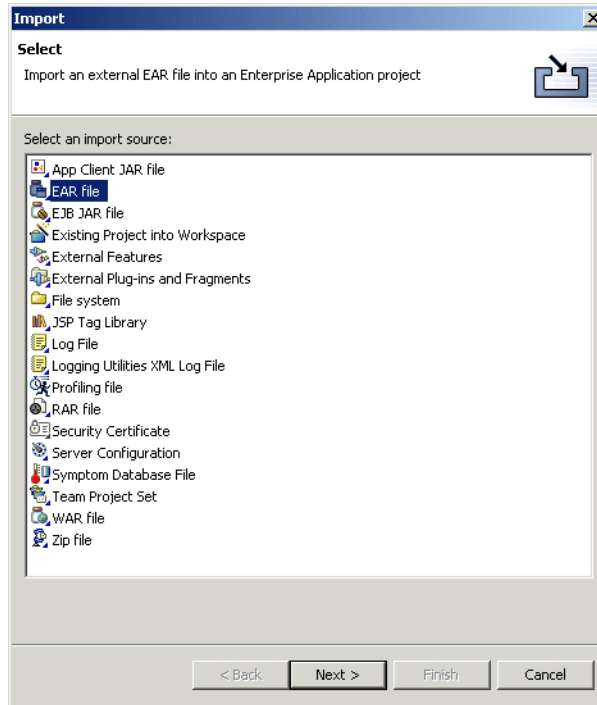 Import
Select
Import an external EAR file into an Enterprise Application project
Select an import source:
App Client JAR file
EAR file
EJB JAR file
Existing Project into Workspace
External Features
External Plug-ins and Fragments
File system
JSP Tag Library
Log File
Logging Utilities XML Log File
Profiling file
RAR file
Security Certificate
Server Configuration
Symptom Database File
Team Project Set
WAR file
Zip file
< Back Next > Finish Cancel